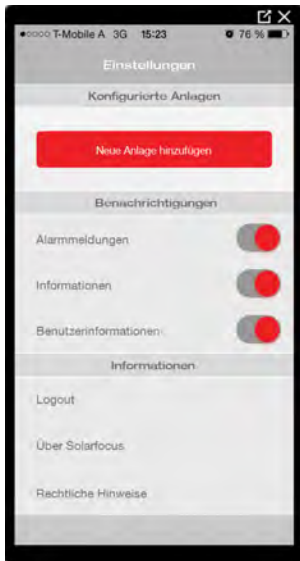 ●○○○○ T-Mobile A 3G 15:23 76 %
Einstellungen
Konfigurierte Anlagen
Neue Anlage hinzufügen
Benachrichtigungen
Alarmmeldungen
Informationen
Benutzerinformationen
Informationen
Logout
Über Solarfocus
Rechtliche Hinweise